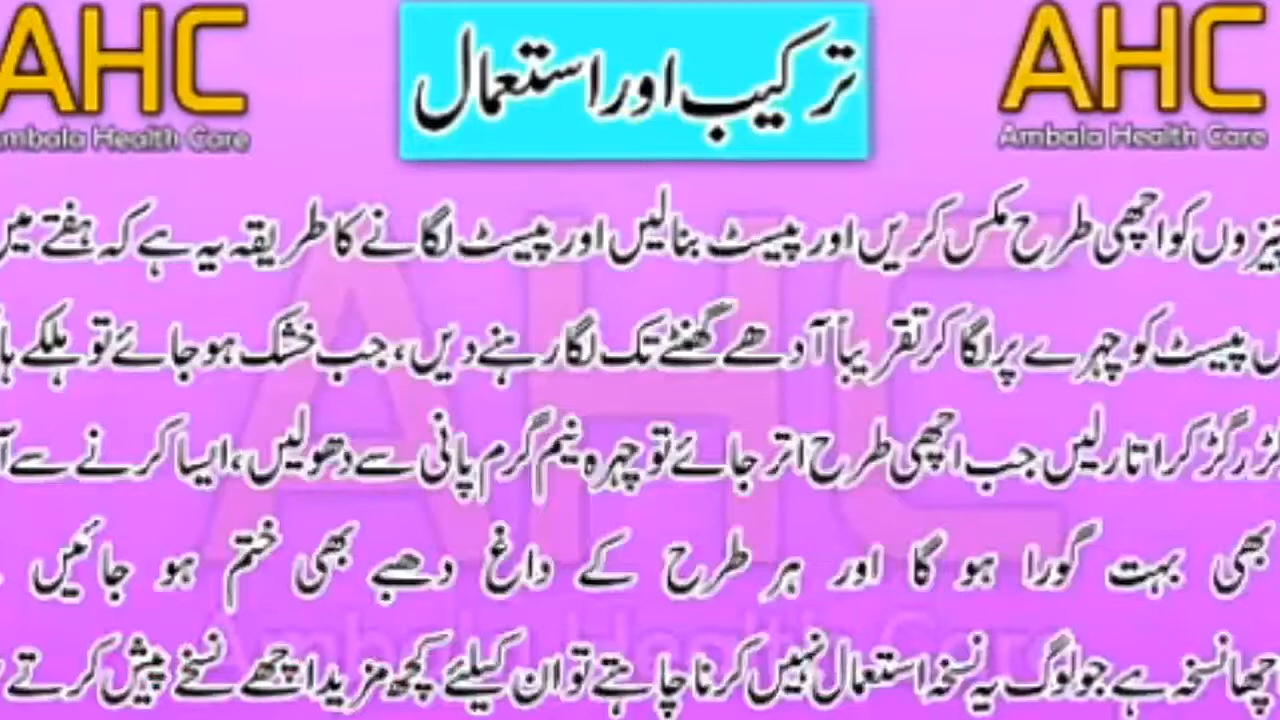 AHC
Ambala Health Care
ترکیب اور استعمال
AHC
Ambala Health Care
کو اچھی طرح مکس کریں اور پیسٹ بنالیں اور پیسٹ لگانے کا طریقہ یہ ہے کہ ہفتے میں
پیسٹ کو چہرے پر لگا کر تقریباً آدھے گھنٹے تک لگا رہنے دیں، جب خشک ہو جائے تو ہلکے
رگڑ کر اتار لیں جب اچھی طرح اتر جائے تو چہرہ نیم گرم پانی سے دھولیں، ایسا کرنے سے
بھی بہت گورا ہو گا اور ہر طرح کے داغ دھبے بھی ختم ہو جائیں
نسخہ ہے جو لوگ یہ نسخہ استعمال نہیں کرنا چاہتے تو ان کیلئے کچھ مزید اچھے نسخے پیش کرتے
AHC
Ambala Health Care